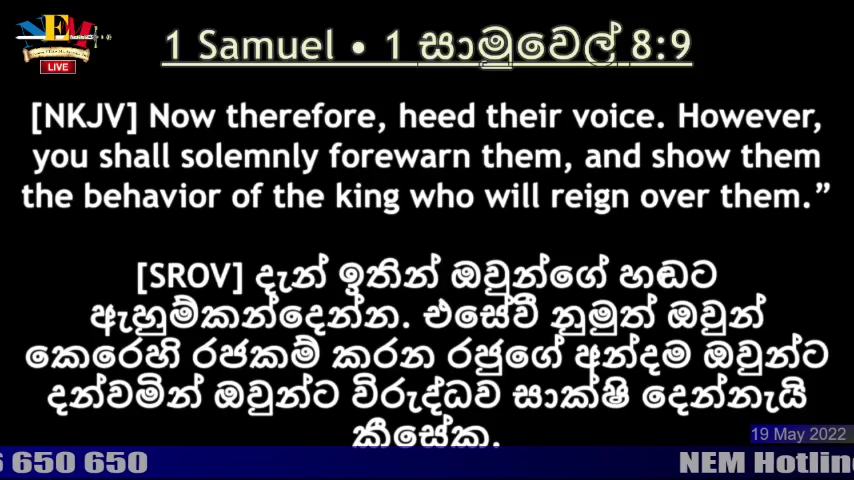 NEM
LIVE
1 Samuel • 1 සාමුවෙල් 8:9
[NKJV] Now therefore, heed their voice. However,
you shall solemnly forewarn them, and show them
the behavior of the king who will reign over them.”
[SROV] දැන් ඉතින් ඔවුන්ගේ හඬට
ඇහුම්කන්දෙන්න. එසේවී නුමුත් ඔවුන්
කෙරෙහි රජකම් කරන රජුගේ අන්දම ඔවුන්ට
දන්වමින් ඔවුන්ට විරුද්ධව සාක්ෂි දෙන්නැයි
කීසේක.
19 May 2022
650 650
NEM Hotline